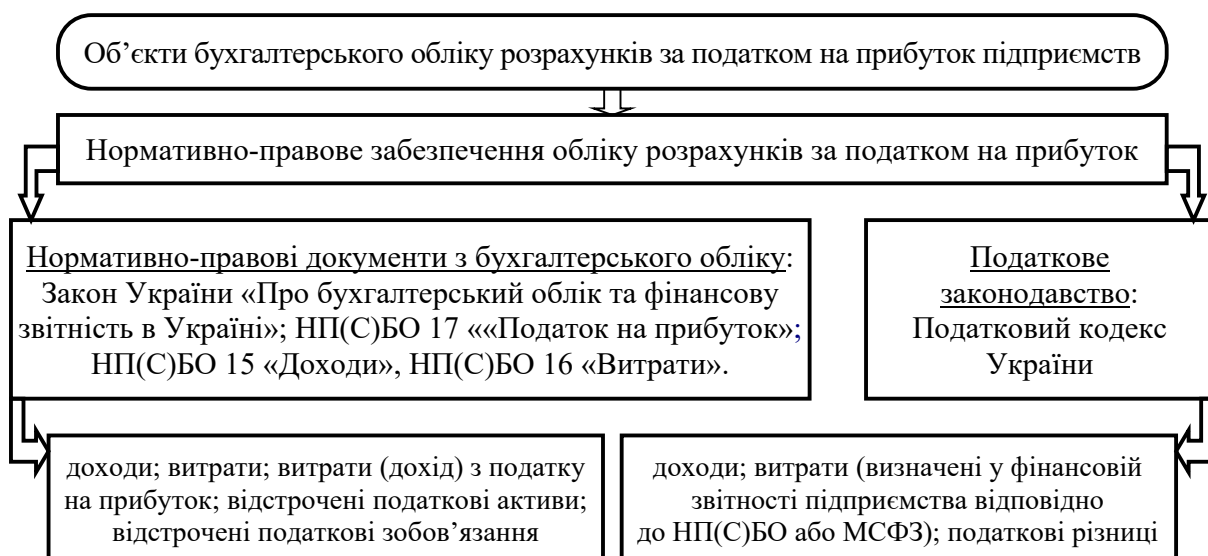 Об’єкти бухгалтерського обліку розрахунків за податком на прибуток підприємств
Нормативно-правове забезпечення обліку розрахунків за податком на прибуток
Нормативно-правові документи з бухгалтерського обліку:
Закон України «Про бухгалтерський облік та фінансову
звітність в Україні»; НП(С)БО 17 ««Податок на прибуток»;
НП(С)БО 15 «Доходи», НП(С)БО 16 «Витрати».
Податкове
законодавство:
Податковий кодекс
України
доходи; витрати; витрати (дохід) з податку
на прибуток; відстрочені податкові активи;
відстрочені податкові зобов’язання
доходи; витрати (визначені у фінансовій
звітності підприємства відповідно
до НП(С)БО або МСФЗ); податкові різниці